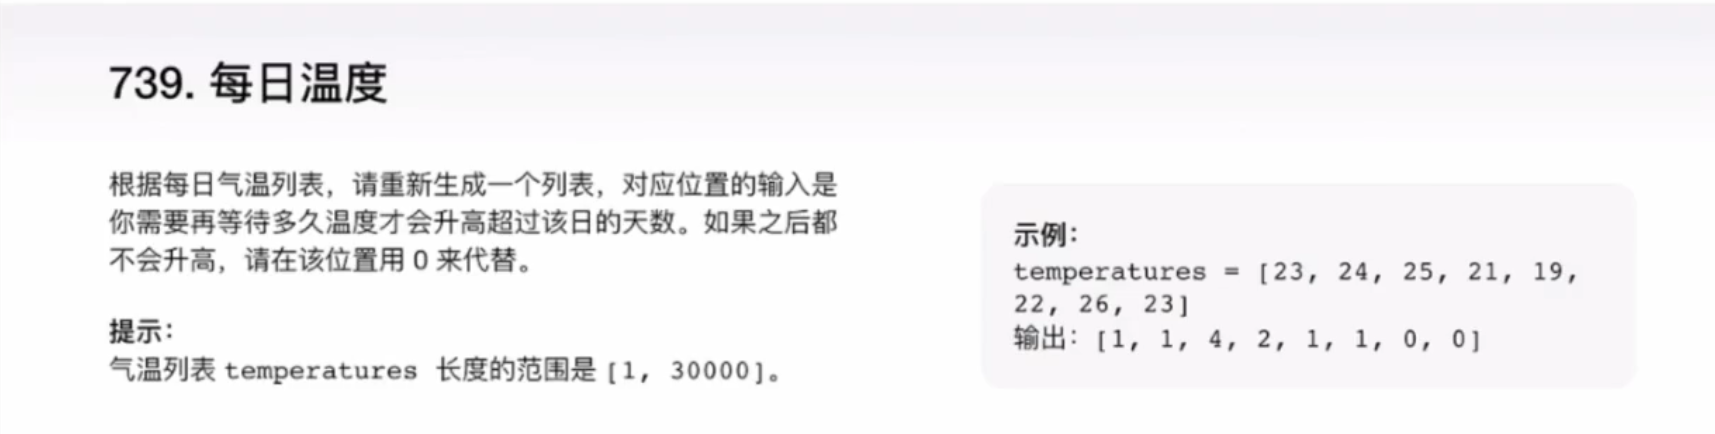 739. 每日温度
根据每日气温列表，请重新生成一个列表，对应位置的输入是
你需要再等待多久温度才会升高超过该日的天数。如果之后都
不会升高，请在该位置用 0 来代替。
提示：
气温列表 temperatures 长度的范围是 [1, 30000]。
示例：
temperatures = [23, 24, 25, 21, 19,
22, 26, 23]
输出：[1, 1, 4, 2, 1, 1, 0, 0]